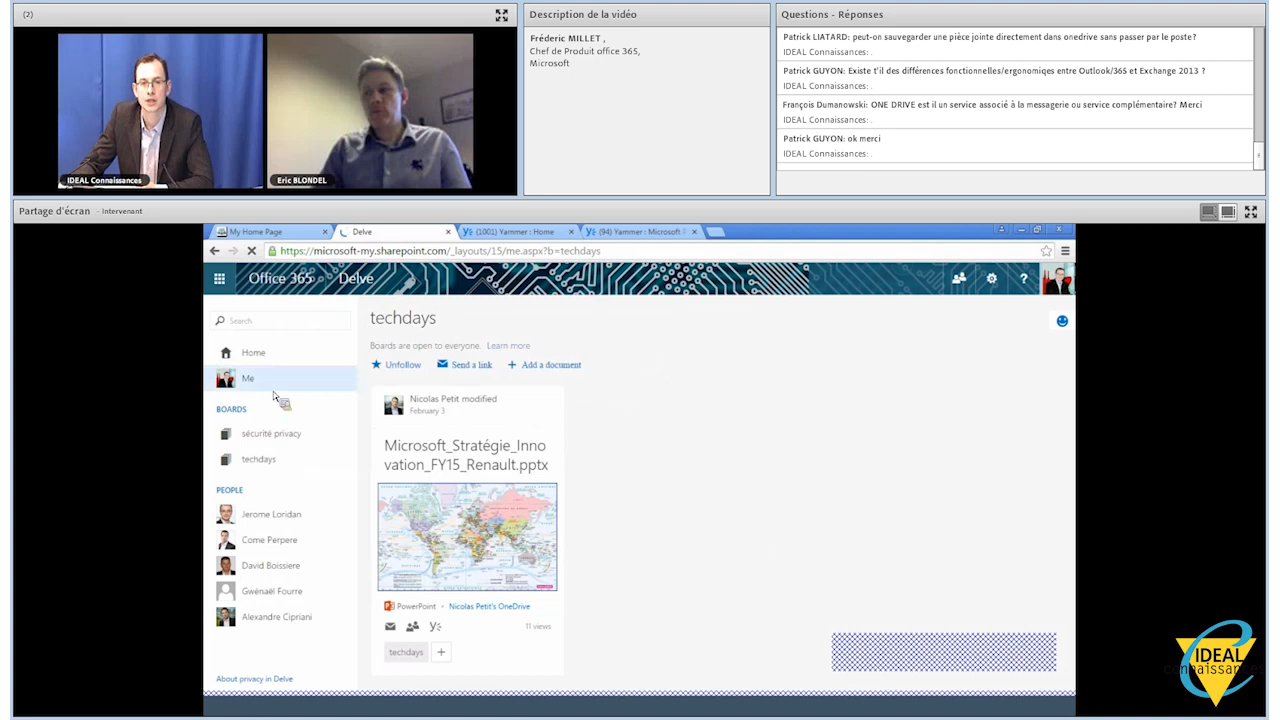 (2)
IDEAL Connaissances
Eric BLONDEL
Description de la vidéo
Fréderic MILLET ,
Chef de Produit office 365,
Microsoft
Questions - Réponses
Patrick LIATARD: peut-on sauvegarder une pièce jointe directement dans onedrive sans passer par le poste?
IDEAL Connaissances: .
Patrick GUYON: Existe t'il des différences fonctionnelles/ergonomiqes entre Outlook/365 et Exchange 2013 ?
IDEAL Connaissances: .
François Dumanowski: ONE DRIVE est il un service associé à la messagerie ou service complémentaire? Merci
IDEAL Connaissances: .
Patrick GUYON: ok merci
IDEAL Connaissances: .
Partage d'écran - Intervenant
My Home Page
Delve
(1001) Yammer : Home
(94) Yammer : Microsoft
https://microsoft-my.sharepoint.com/_layouts/15/me.aspx?b=techdays
Office 365
Delve
?
Search
Home
Me
BOARDS
sécurité privacy
techdays
PEOPLE
Jerome Loridan
Come Perpere
David Boissiere
Gwénaël Fourre
Alexandre Cipriani
About privacy in Delve
techdays
Boards are open to everyone. Learn more
Unfollow
Send a link
+ Add a document
Nicolas Petit modified
February 3
Microsoft_Stratégie_Inno
vation_FY15_Renault.pptx
PowerPoint • Nicolas Petit's OneDrive
11 views
techdays +
IDEAL
connaissances